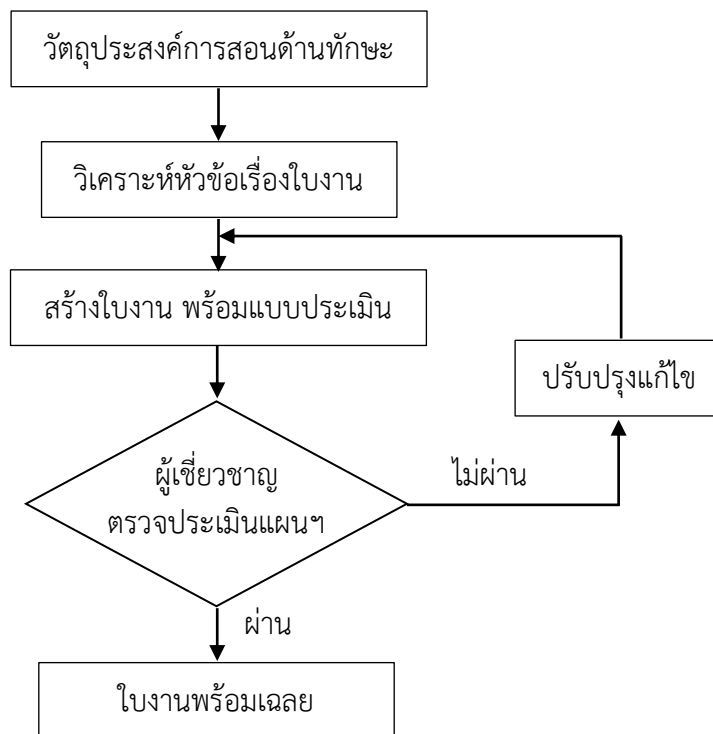 วัตถุประสงค์การสอนด้านทักษะ
วิเคราะห์หัวข้อเรื่องใบงาน
สร้างใบงาน พร้อมแบบประเมิน
ปรับปรุงแก้ไข
ผู้เชี่ยวชาญ
ตรวจประเมินแผนฯ
ไม่ผ่าน
ผ่าน
ใบงานพร้อมเฉลย